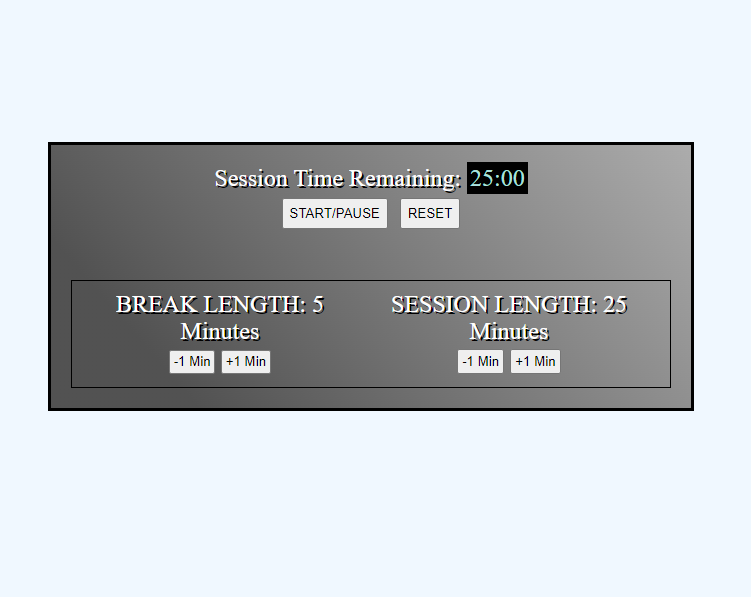 Session Time Remaining: 25:00
START/PAUSE RESET
BREAK LENGTH: 5
Minutes
-1 Min +1 Min
SESSION LENGTH: 25
Minutes
-1 Min +1 Min